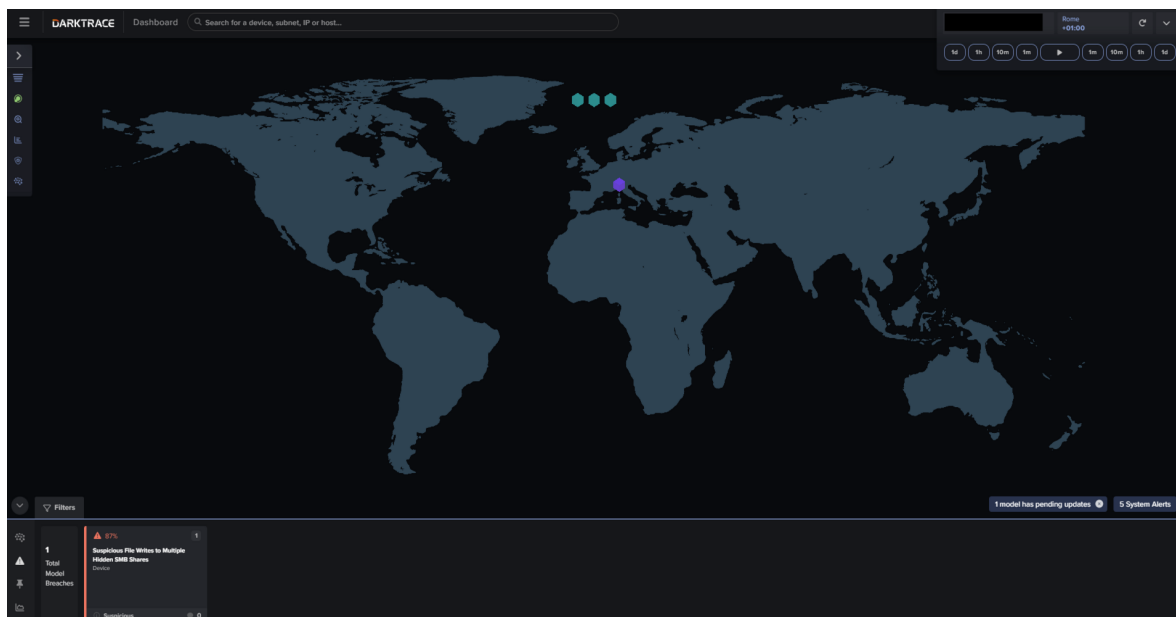 DARKTRACE
Dashboard
Search for a device, subnet, IP or host...
Rome
+01:00
1d
1h
10m
1m
1m
10m
1h
1d
Filters
1 model has pending updates
5 System Alerts
1
Total
Model
Breaches
87%
1
Suspicious File Writes to Multiple
Hidden SMB Shares
Device
Suspicious
0